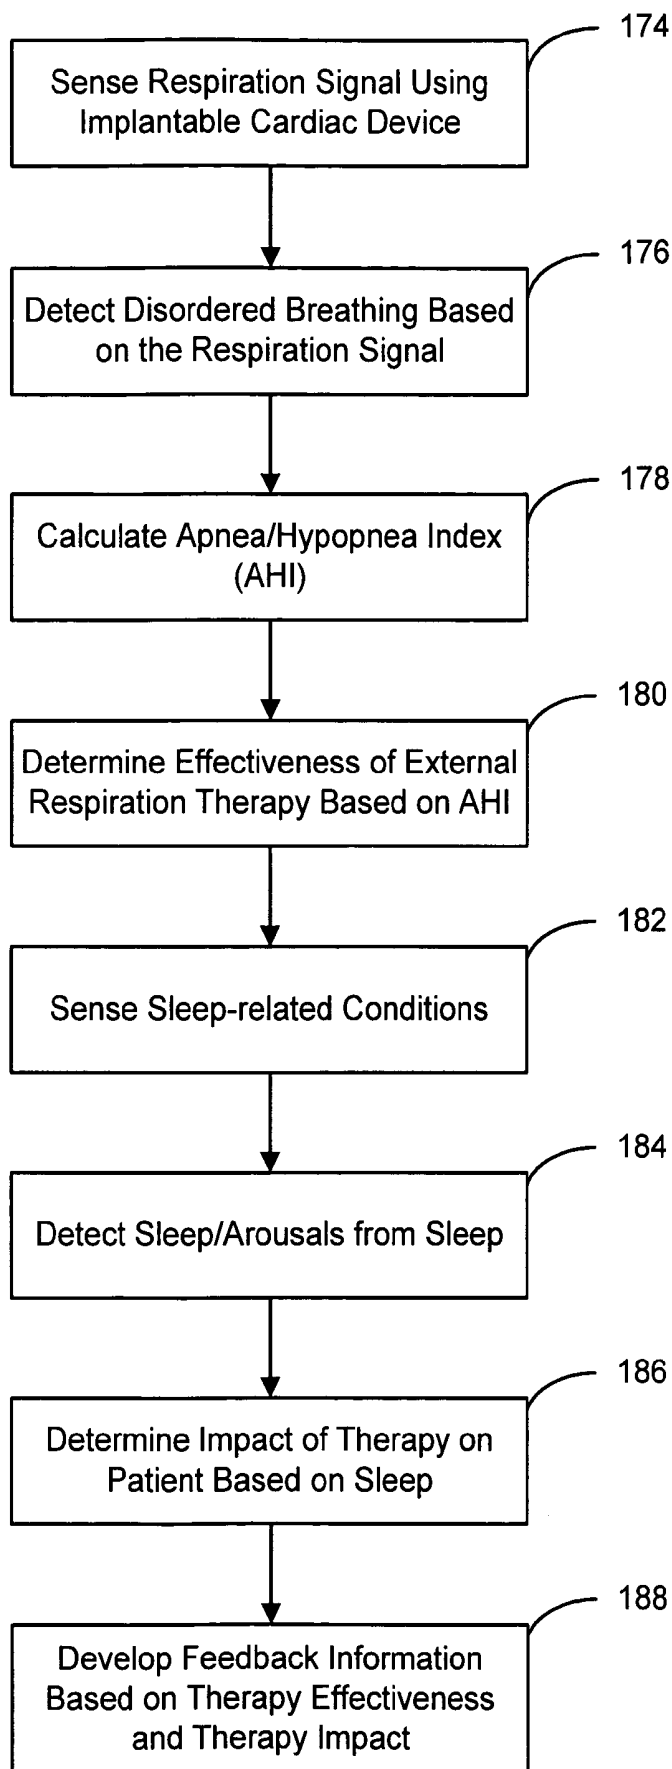 174
Sense Respiration Signal Using
Implantable Cardiac Device
176
Detect Disordered Breathing Based
on the Respiration Signal
178
Calculate Apnea/Hypopnea Index
(AHI)
180
Determine Effectiveness of External
Respiration Therapy Based on AHI
182
Sense Sleep-related Conditions
184
Detect Sleep/Arousals from Sleep
186
Determine Impact of Therapy on
Patient Based on Sleep
188
Develop Feedback Information
Based on Therapy Effectiveness
and Therapy Impact